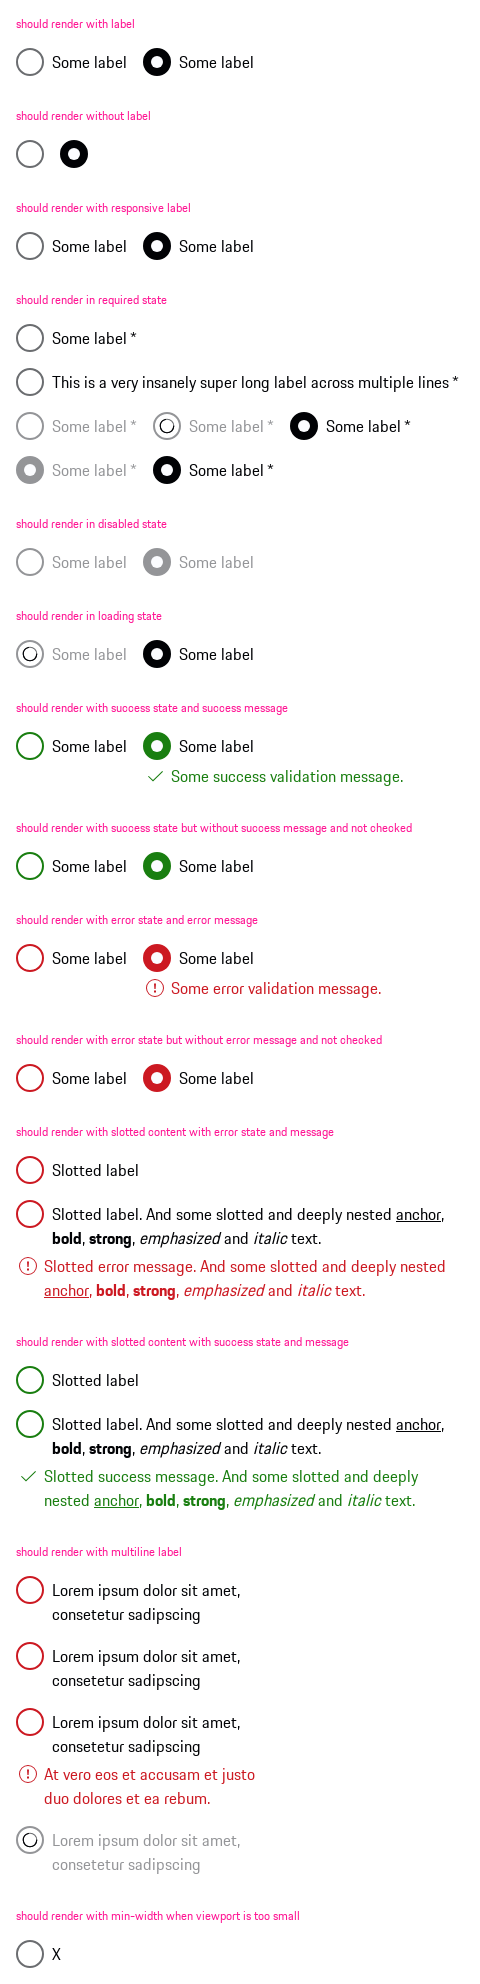 should render with label
Some label Some label
should render without label
should render with responsive label
Some label Some label
should render in required state
Some label *
This is a very insanely super long label across multiple lines *
Some label * Some label * Some label *
Some label * Some label *
should render in disabled state
Some label Some label
should render in loading state
Some label Some label
should render with success state and success message
Some label Some label
Some success validation message.
should render with success state but without success message and not checked
Some label Some label
should render with error state and error message
Some label Some label
Some error validation message.
should render with error state but without error message and not checked
Some label Some label
should render with slotted content with error state and message
Slotted label
Slotted label. And some slotted and deeply nested anchor,
bold, strong, emphasized and italic text.
Slotted error message. And some slotted and deeply nested
anchor, bold, strong, emphasized and italic text.
should render with slotted content with success state and message
Slotted label
Slotted label. And some slotted and deeply nested anchor,
bold, strong, emphasized and italic text.
Slotted success message. And some slotted and deeply
nested anchor, bold, strong, emphasized and italic text.
should render with multiline label
Lorem ipsum dolor sit amet,
consetetur sadipscing
Lorem ipsum dolor sit amet,
consetetur sadipscing
Lorem ipsum dolor sit amet,
consetetur sadipscing
At vero eos et accusam et justo
duo dolores et ea rebum.
Lorem ipsum dolor sit amet,
consetetur sadipscing
should render with min-width when viewport is too small
X